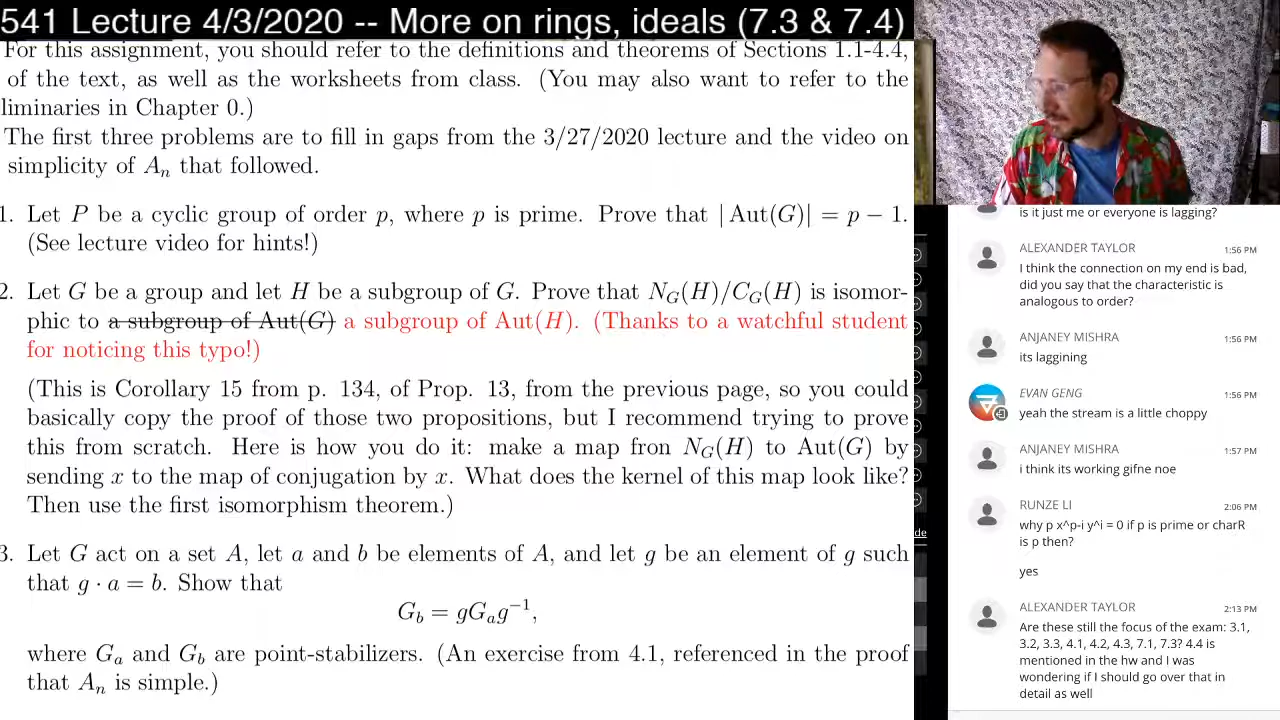 541 Lecture 4/3/2020 -- More on rings, ideals (7.3 & 7.4)
For this assignment, you should refer to the definitions and theorems of Sections 1.1-4.4,
of the text, as well as the worksheets from class. (You may also want to refer to the
liminaries in Chapter 0.)
The first three problems are to fill in gaps from the 3/27/2020 lecture and the video on
simplicity of Aₙ that followed.
1. Let P be a cyclic group of order p, where p is prime. Prove that | Aut(G)| = p − 1.
(See lecture video for hints!)
2. Let G be a group and let H be a subgroup of G. Prove that N_G(H)/C_G(H) is isomor-
phic to a subgroup of Aut(G) a subgroup of Aut(H). (Thanks to a watchful student
for noticing this typo!)
(This is Corollary 15 from p. 134, of Prop. 13, from the previous page, so you could
basically copy the proof of those two propositions, but I recommend trying to prove
this from scratch. Here is how you do it: make a map fron N_G(H) to Aut(G) by
sending x to the map of conjugation by x. What does the kernel of this map look like?
Then use the first isomorphism theorem.)
3. Let G act on a set A, let a and b be elements of A, and let g be an element of g such
that g · a = b. Show that
G_b = gG_ag⁻¹,
where G_a and G_b are point-stabilizers. (An exercise from 4.1, referenced in the proof
that Aₙ is simple.)
de
is it just me or everyone is lagging?
ALEXANDER TAYLOR 1:56 PM
I think the connection on my end is bad,
did you say that the characteristic is
analogous to order?
ANJANEY MISHRA 1:56 PM
its laggining
EVAN GENG 1:56 PM
yeah the stream is a little choppy
ANJANEY MISHRA 1:57 PM
i think its working gifne noe
RUNZE LI 2:06 PM
why p x^p-i y^i = 0 if p is prime or charR
is p then?
yes
ALEXANDER TAYLOR 2:13 PM
Are these still the focus of the exam: 3.1,
3.2, 3.3, 4.1, 4.2, 4.3, 7.1, 7.3? 4.4 is
mentioned in the hw and I was
wondering if I should go over that in
detail as well